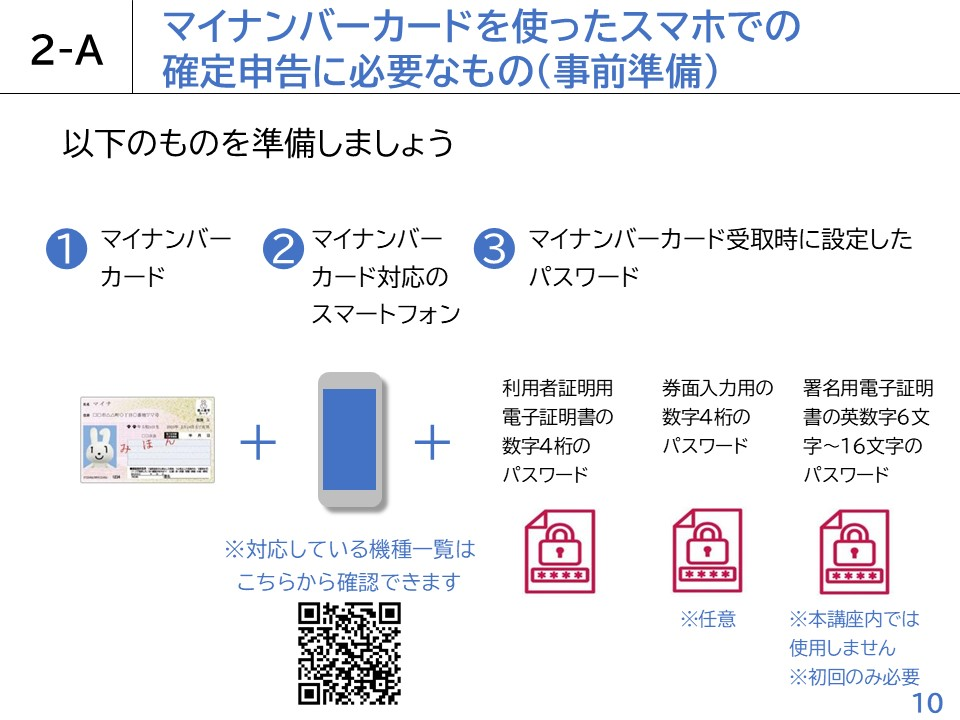 2-A
マイナンバーカードを使ったスマホでの
確定申告に必要なもの（事前準備）
以下のものを準備しましょう
1
マイナンバー
カード
2
マイナンバー
カード対応の
スマートフォン
3
マイナンバーカード受取時に設定した
パスワード
みほん
＋
＋
利用者証明用
電子証明書の
数字4桁の
パスワード
券面入力用の
数字4桁の
パスワード
署名用電子証明
書の英数字6文
字～16文字の
パスワード
****
****
****
※対応している機種一覧は
こちらから確認できます
※任意
※本講座内では
使用しません
※初回のみ必要
10